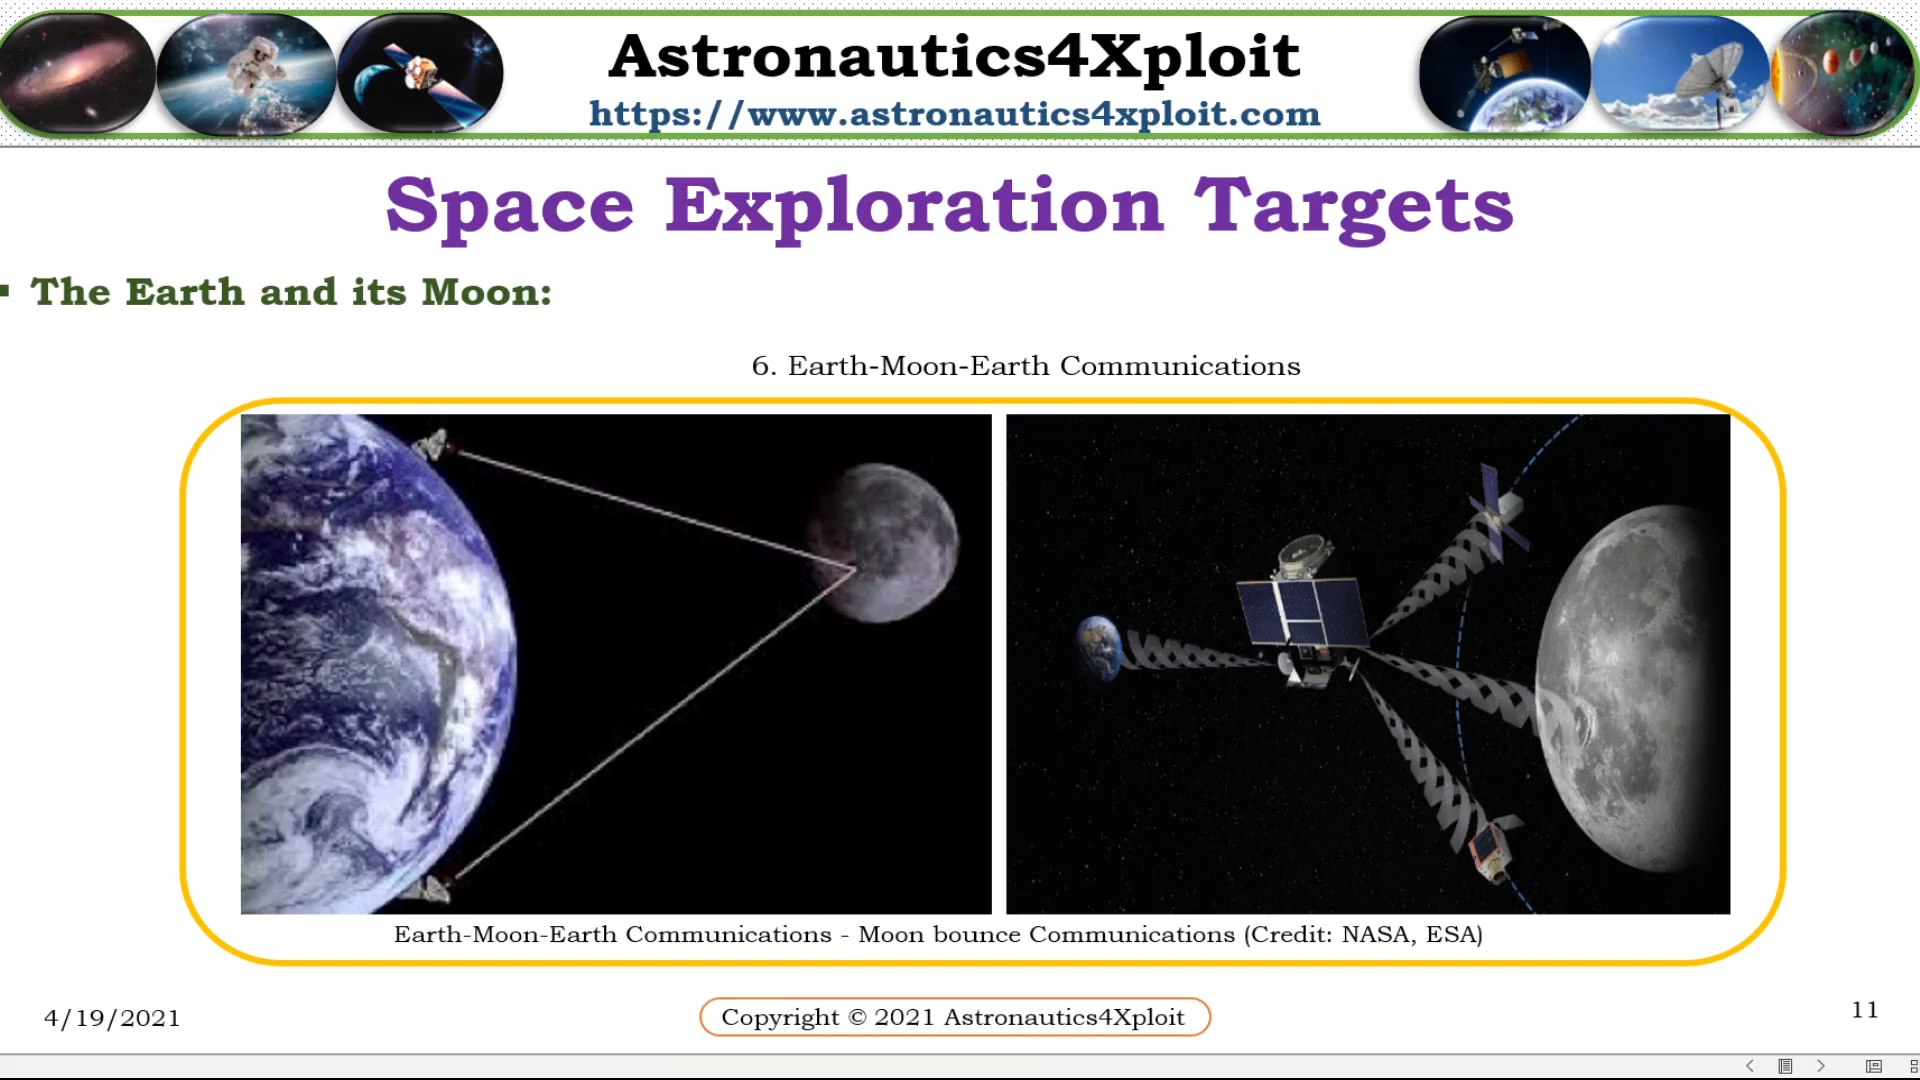 Astronautics4Xploit
https://www.astronautics4xploit.com
Space Exploration Targets
▪ The Earth and its Moon:
6. Earth-Moon-Earth Communications
Earth-Moon-Earth Communications - Moon bounce Communications (Credit: NASA, ESA)
4/19/2021
Copyright © 2021 Astronautics4Xploit
11